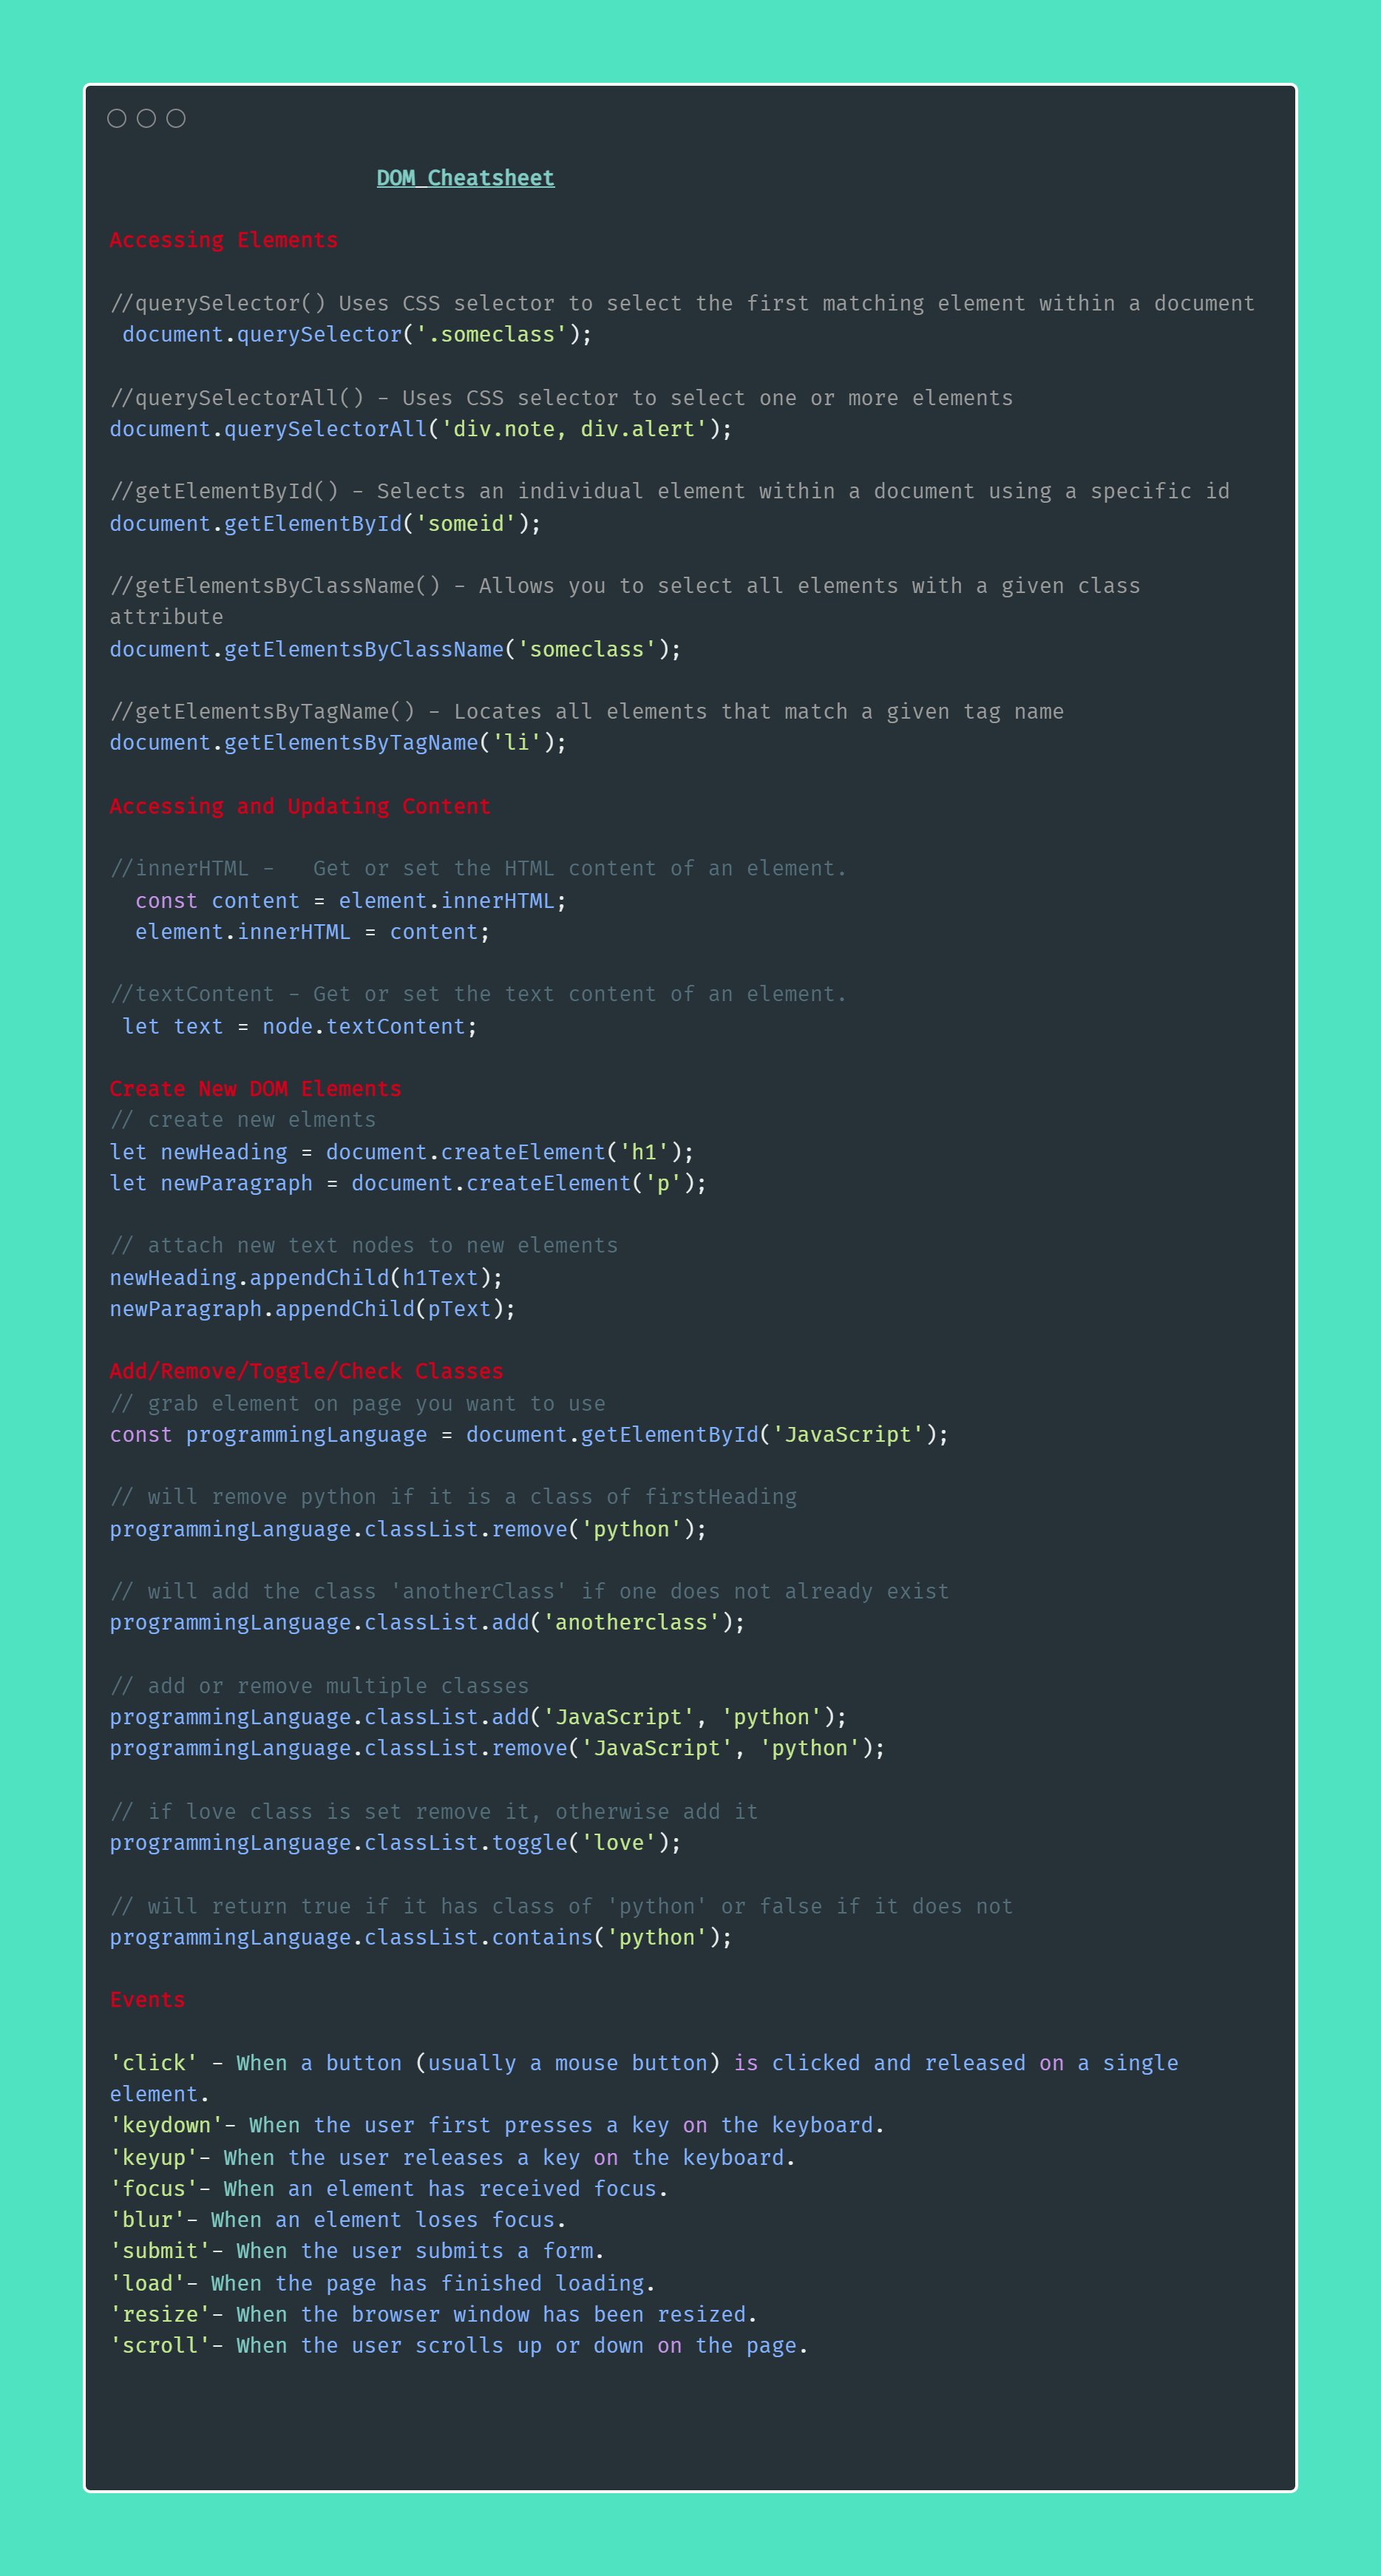 DOM Cheatsheet
Accessing Elements
//querySelector() Uses CSS selector to select the first matching element within a document
document.querySelector('.someclass');
//querySelectorAll() - Uses CSS selector to select one or more elements
document.querySelectorAll('div.note, div.alert');
//getElementById() - Selects an individual element within a document using a specific id
document.getElementById('someid');
//getElementsByClassName() - Allows you to select all elements with a given class
attribute
document.getElementsByClassName('someclass');
//getElementsByTagName() - Locates all elements that match a given tag name
document.getElementsByTagName('li');
Accessing and Updating Content
//innerHTML -   Get or set the HTML content of an element.
const content = element.innerHTML;
element.innerHTML = content;
//textContent - Get or set the text content of an element.
let text = node.textContent;
Create New DOM Elements
// create new elments
let newHeading = document.createElement('h1');
let newParagraph = document.createElement('p');
// attach new text nodes to new elements
newHeading.appendChild(h1Text);
newParagraph.appendChild(pText);
Add/Remove/Toggle/Check Classes
// grab element on page you want to use
const programmingLanguage = document.getElementById('JavaScript');
// will remove python if it is a class of firstHeading
programmingLanguage.classList.remove('python');
// will add the class 'anotherClass' if one does not already exist
programmingLanguage.classList.add('anotherclass');
// add or remove multiple classes
programmingLanguage.classList.add('JavaScript', 'python');
programmingLanguage.classList.remove('JavaScript', 'python');
// if love class is set remove it, otherwise add it
programmingLanguage.classList.toggle('love');
// will return true if it has class of 'python' or false if it does not
programmingLanguage.classList.contains('python');
Events
'click' - When a button (usually a mouse button) is clicked and released on a single
element.
'keydown'- When the user first presses a key on the keyboard.
'keyup'- When the user releases a key on the keyboard.
'focus'- When an element has received focus.
'blur'- When an element loses focus.
'submit'- When the user submits a form.
'load'- When the page has finished loading.
'resize'- When the browser window has been resized.
'scroll'- When the user scrolls up or down on the page.